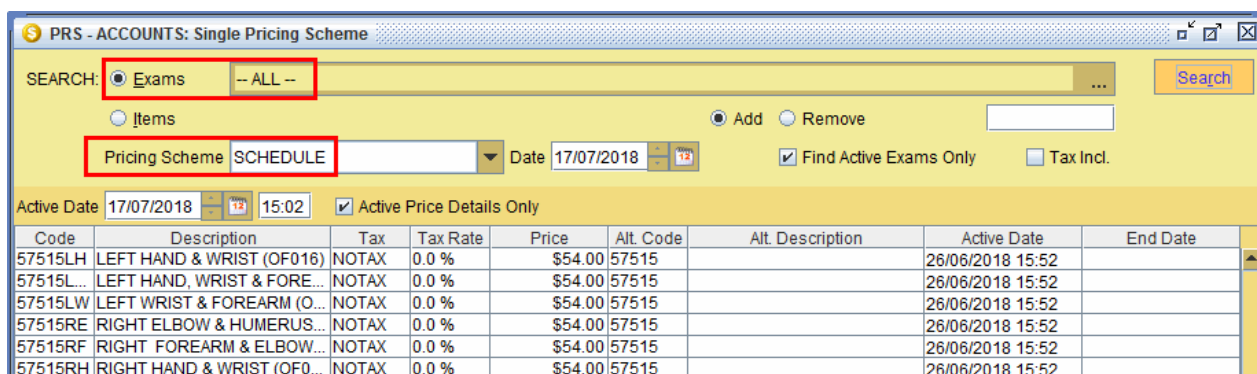 PRS - ACCOUNTS: Single Pricing Scheme
SEARCH: Exams -- ALL -- ... Search
Items Add Remove
Pricing Scheme SCHEDULE Date 17/07/2018 12 Find Active Exams Only Tax Incl.
Active Date 17/07/2018 12 15:02 Active Price Details Only
Code Description Tax Tax Rate Price Alt. Code Alt. Description Active Date End Date
57515LH LEFT HAND & WRIST (OF016) NOTAX 0.0 % $54.00 57515 26/06/2018 15:52
57515L... LEFT HAND, WRIST & FORE... NOTAX 0.0 % $54.00 57515 26/06/2018 15:52
57515LW LEFT WRIST & FOREARM (O... NOTAX 0.0 % $54.00 57515 26/06/2018 15:52
57515RE RIGHT ELBOW & HUMERUS... NOTAX 0.0 % $54.00 57515 26/06/2018 15:52
57515RF RIGHT FOREARM & ELBOW... NOTAX 0.0 % $54.00 57515 26/06/2018 15:52
57515RH RIGHT HAND & WRIST (OF0... NOTAX 0.0 % $54.00 57515 26/06/2018 15:52